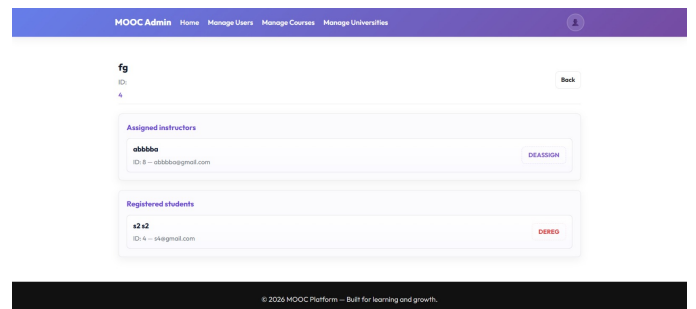 MOOC Admin Home Manage Users Manage Courses Manage Universities
fg
ID:
4
Back
Assigned instructors
abbbba
ID: 8 — abbbba@gmail.com
DEASSIGN
Registered students
s2 s2
ID: 4 — s4@gmail.com
DEREG
© 2026 MOOC Platform — Built for learning and growth.